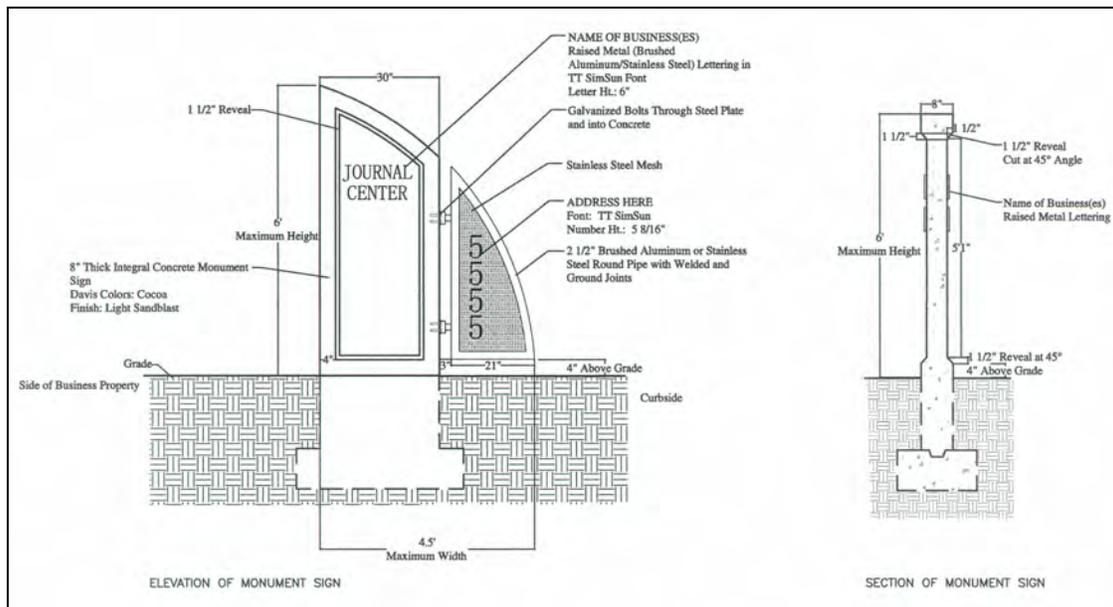 NAME OF BUSINESS(ES)
Raised Metal (Brushed
Aluminum/Stainless Steel) Lettering in
TT SimSun Font
Letter Ht.: 6"
30"
1 1/2" Reveal
Galvanized Bolts Through Steel Plate
and into Concrete
JOURNAL
CENTER
Stainless Steel Mesh
ADDRESS HERE
Font: TT SimSun
Number Ht.: 5 8/16"
6'
Maximum Height
5
5
5
5
2 1/2" Brushed Aluminum or Stainless
Steel Round Pipe with Welded and
Ground Joints
8" Thick Integral Concrete Monument
Sign
Davis Colors: Cocoa
Finish: Light Sandblast
4"
3"
21"
4" Above Grade
Grade
Side of Business Property
Curbside
4.5'
Maximum Width
ELEVATION OF MONUMENT SIGN
8"
1 1/2"
1 1/2"
1 1/2" Reveal
Cut at 45° Angle
Name of Business(es)
Raised Metal Lettering
6'
Maximum Height
5'1"
1 1/2" Reveal at 45°
4" Above Grade
SECTION OF MONUMENT SIGN